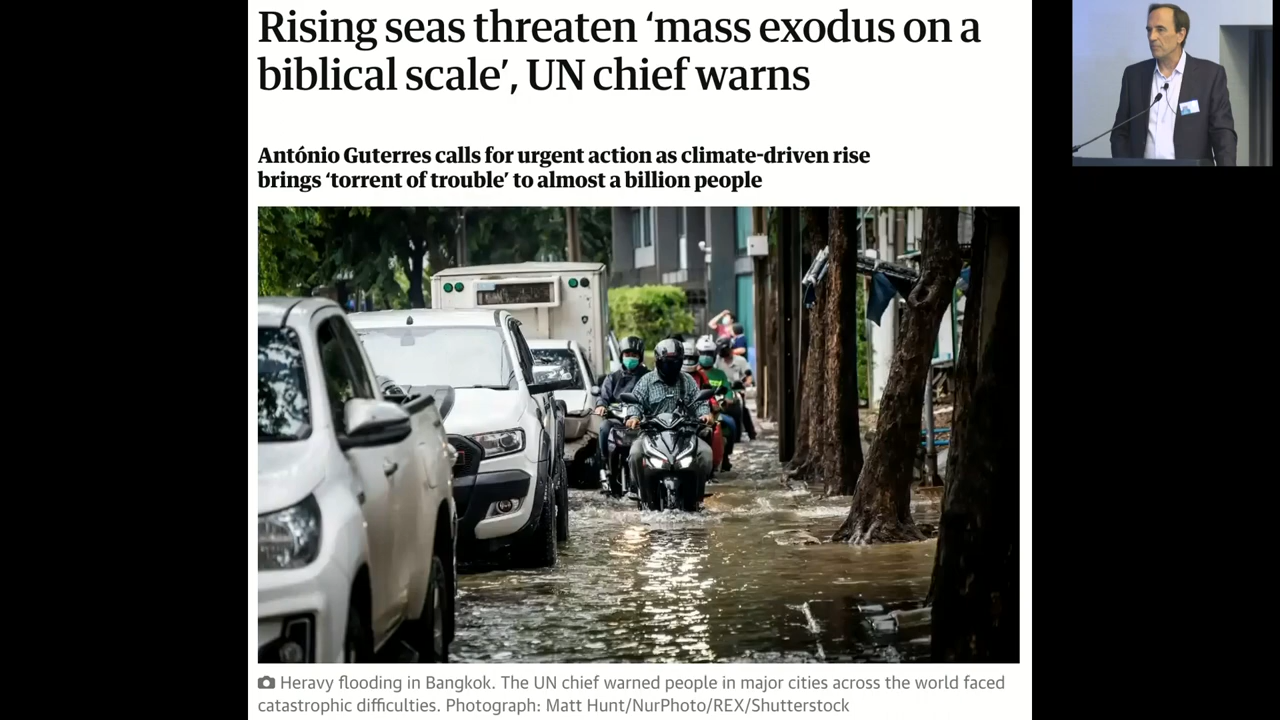 Rising seas threaten ‘mass exodus on a
biblical scale’, UN chief warns
António Guterres calls for urgent action as climate-driven rise
brings ‘torrent of trouble’ to almost a billion people
Heravy flooding in Bangkok. The UN chief warned people in major cities across the world faced
catastrophic difficulties. Photograph: Matt Hunt/NurPhoto/REX/Shutterstock